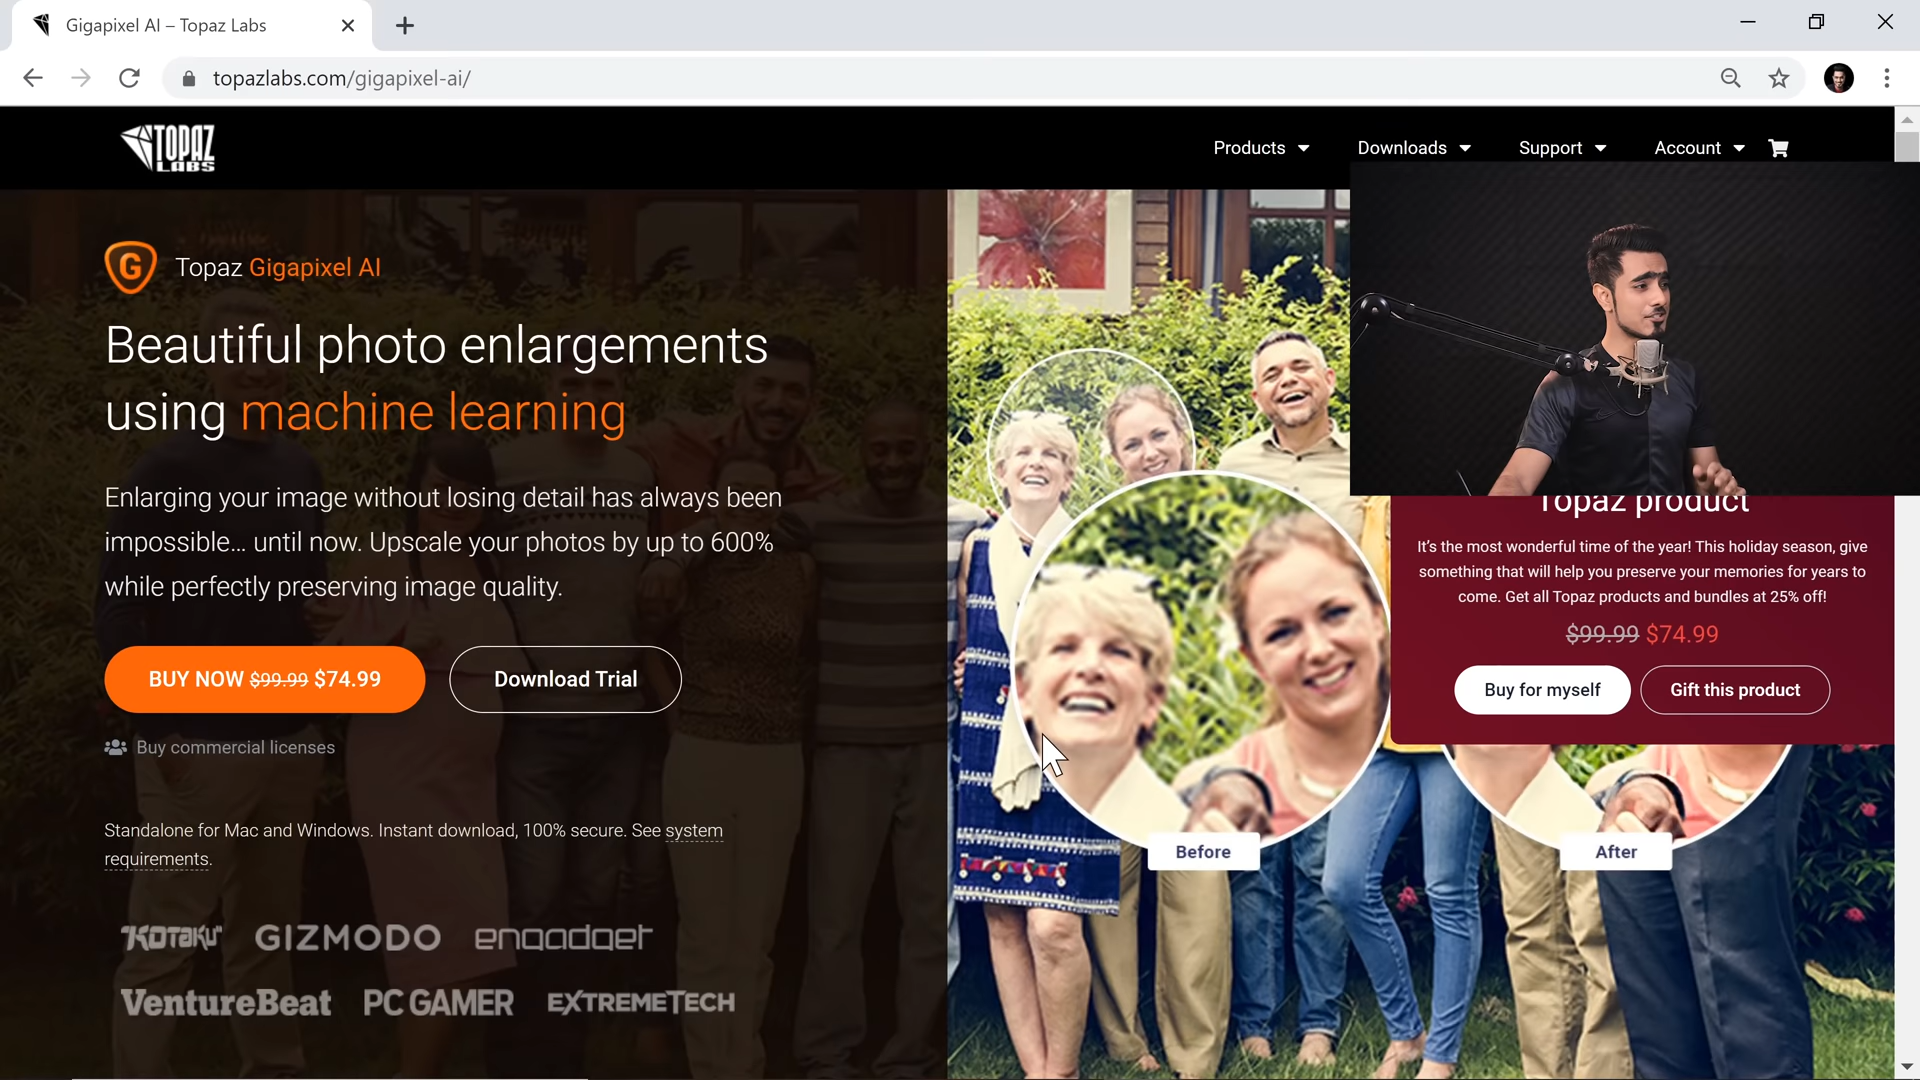 Gigapixel AI – Topaz Labs
topazlabs.com/gigapixel-ai/
TOPAZ
LABS
Products
Downloads
Support
Account
G
Topaz Gigapixel AI
Beautiful photo enlargements
using machine learning
Enlarging your image without losing detail has always been
impossible... until now. Upscale your photos by up to 600%
while perfectly preserving image quality.
BUY NOW $99.99 $74.99
Download Trial
Buy commercial licenses
Standalone for Mac and Windows. Instant download, 100% secure. See system
requirements.
KOTAKU GIZMODO engadget
VentureBeat PC GAMER EXTREMETECH
Topaz product
It's the most wonderful time of the year! This holiday season, give
something that will help you preserve your memories for years to
come. Get all Topaz products and bundles at 25% off!
$99.99 $74.99
Buy for myself
Gift this product
Before
After